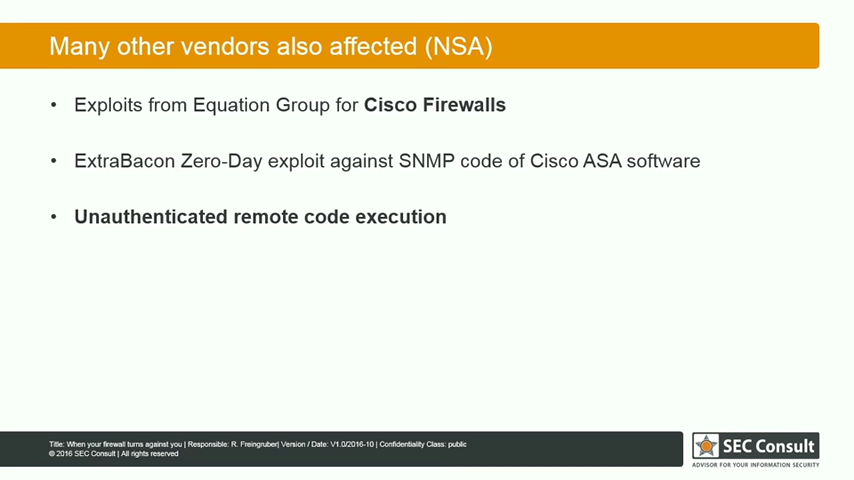 Many other vendors also affected (NSA)
• Exploits from Equation Group for Cisco Firewalls
• ExtraBacon Zero-Day exploit against SNMP code of Cisco ASA software
• Unauthenticated remote code execution
Title: When your firewall turns against you | Responsible: R. Freingruber| Version / Date: V1.0/2016-10 | Confidentiality Class: public
© 2016 SEC Consult | All rights reserved
SEC Consult
ADVISOR FOR YOUR INFORMATION SECURITY